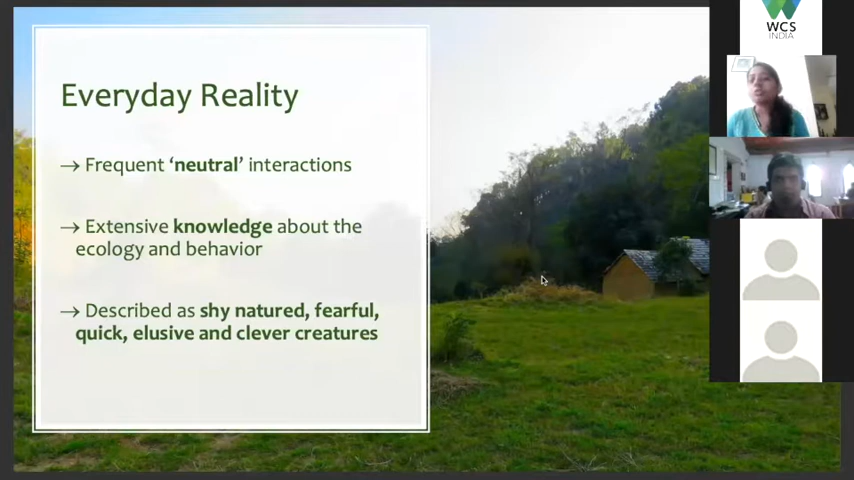 Everyday Reality
→ Frequent ‘neutral’ interactions
→ Extensive knowledge about the
ecology and behavior
→ Described as shy natured, fearful,
quick, elusive and clever creatures
WCS
INDIA